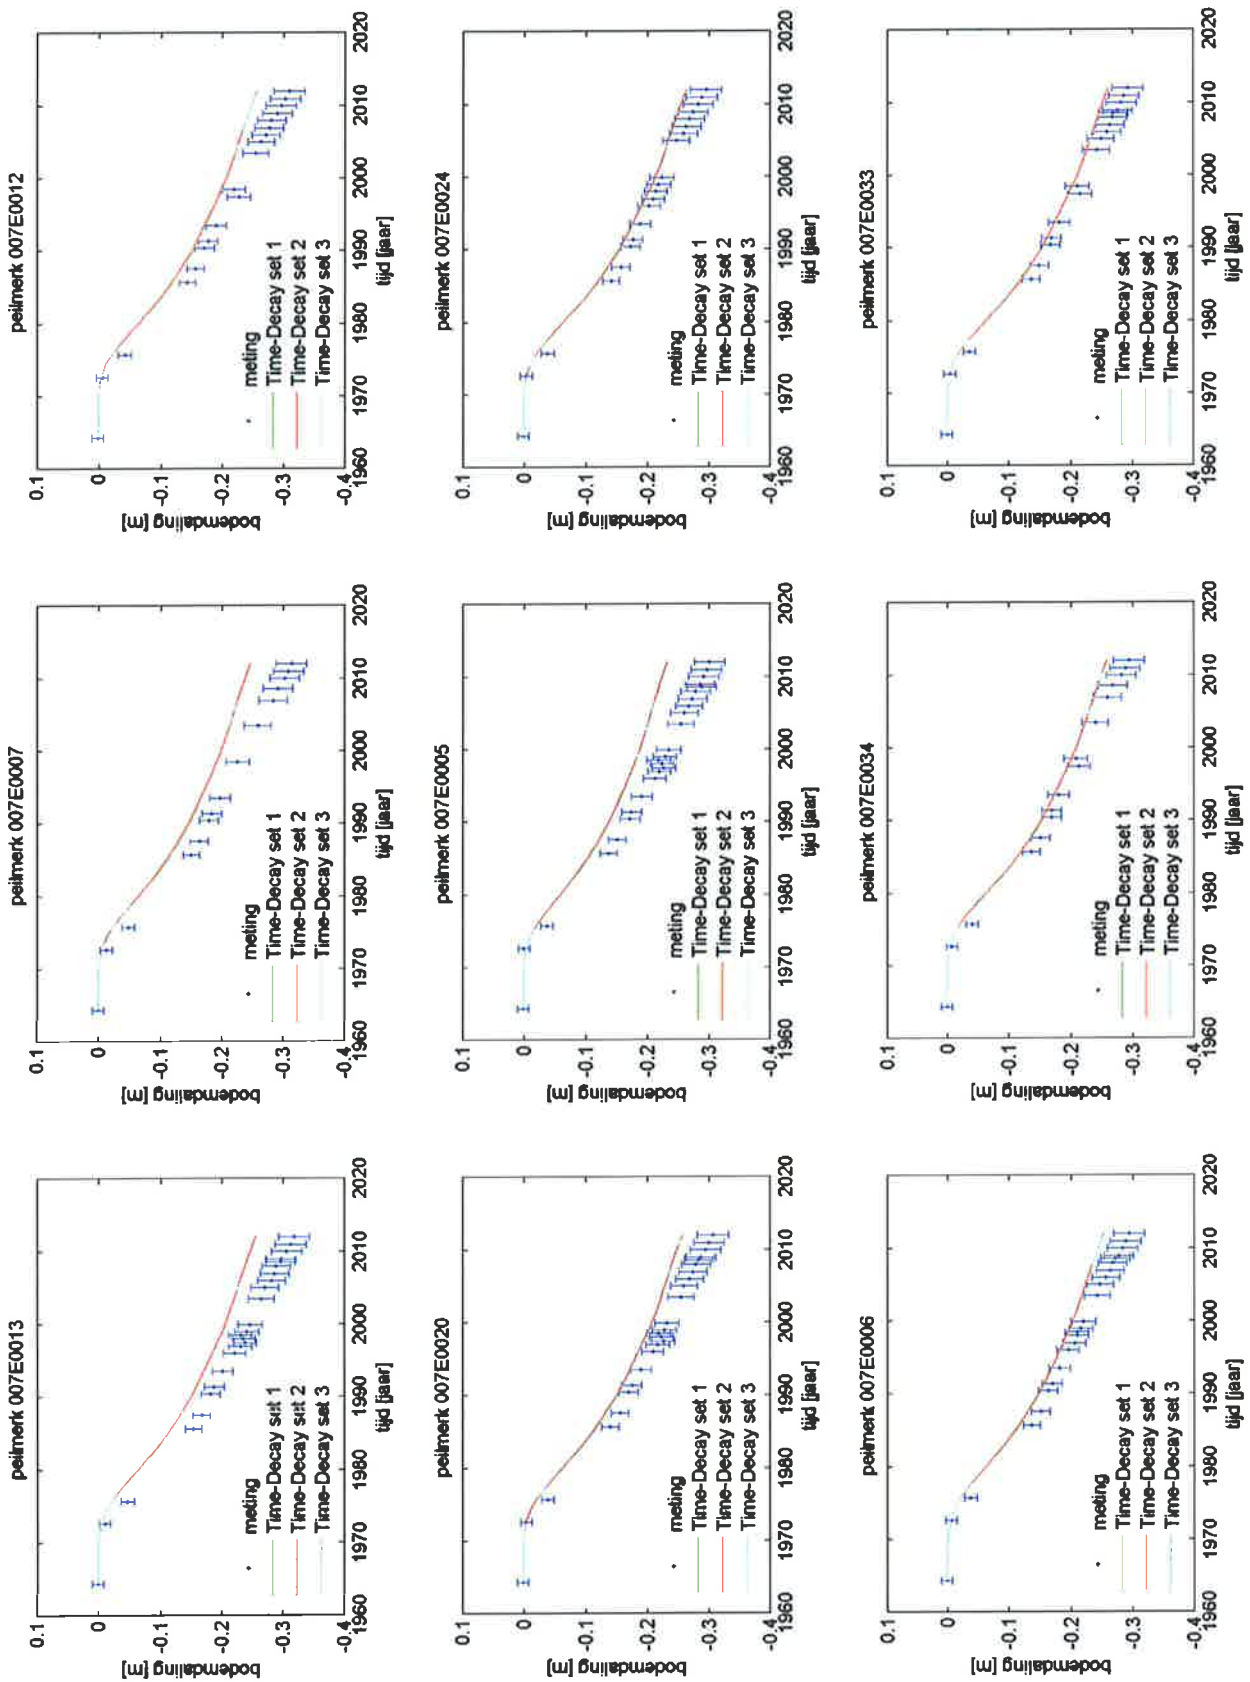 peilmerk 007E0013
0.1
0
-0.1
-0.2
-0.3
-0.4
bodemdaling [m]
meting
Time-Decay set 1
Time-Decay set 2
Time-Decay set 3
1960 1970 1980 1990 2000 2010 2020
tijd [jaar]
peilmerk 007E0007
0.1
0
-0.1
-0.2
-0.3
-0.4
bodemdaling [m]
meting
Time-Decay set 1
Time-Decay set 2
Time-Decay set 3
1960 1970 1980 1990 2000 2010 2020
tijd [jaar]
peilmerk 007E0012
0.1
0
-0.1
-0.2
-0.3
-0.4
bodemdaling [m]
meting
Time-Decay set 1
Time-Decay set 2
Time-Decay set 3
1960 1970 1980 1990 2000 2010 2020
tijd [jaar]
peilmerk 007E0020
0.1
0
-0.1
-0.2
-0.3
-0.4
bodemdaling [m]
meting
Time-Decay set 1
Time-Decay set 2
Time-Decay set 3
1960 1970 1980 1990 2000 2010 2020
tijd [jaar]
peilmerk 007E0005
0.1
0
-0.1
-0.2
-0.3
-0.4
bodemdaling [m]
meting
Time-Decay set 1
Time-Decay set 2
Time-Decay set 3
1960 1970 1980 1990 2000 2010 2020
tijd [jaar]
peilmerk 007E0024
0.1
0
-0.1
-0.2
-0.3
-0.4
bodemdaling [m]
meting
Time-Decay set 1
Time-Decay set 2
Time-Decay set 3
1960 1970 1980 1990 2000 2010 2020
tijd [jaar]
peilmerk 007E0006
0.1
0
-0.1
-0.2
-0.3
-0.4
bodemdaling [m]
meting
Time-Decay set 1
Time-Decay set 2
Time-Decay set 3
1960 1970 1980 1990 2000 2010 2020
tijd [jaar]
peilmerk 007E0034
0.1
0
-0.1
-0.2
-0.3
-0.4
bodemdaling [m]
meting
Time-Decay set 1
Time-Decay set 2
Time-Decay set 3
1960 1970 1980 1990 2000 2010 2020
tijd [jaar]
peilmerk 007E0033
0.1
0
-0.1
-0.2
-0.3
-0.4
bodemdaling [m]
meting
Time-Decay set 1
Time-Decay set 2
Time-Decay set 3
1960 1970 1980 1990 2000 2010 2020
tijd [jaar]